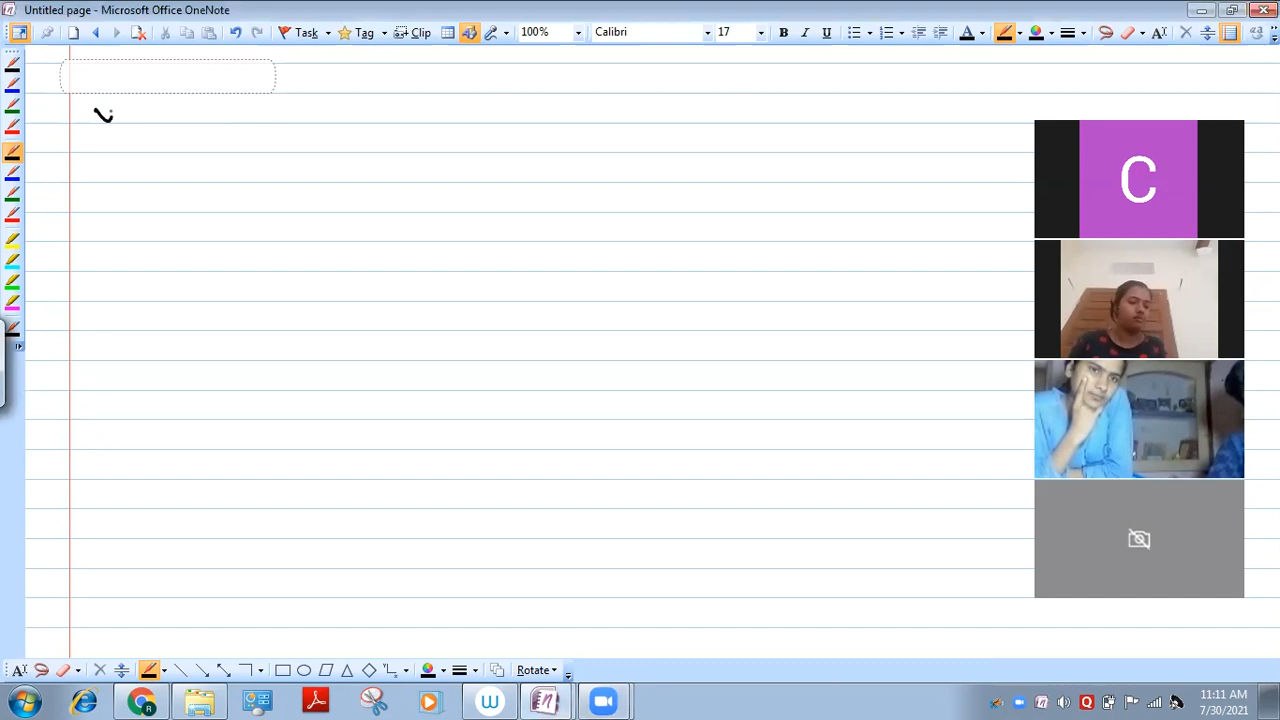 Untitled page - Microsoft Office OneNote
Task Tag Clip 100% Calibri 17 B I U A
C
A Rotate
R W
Q 11:11 AM
7/30/2021